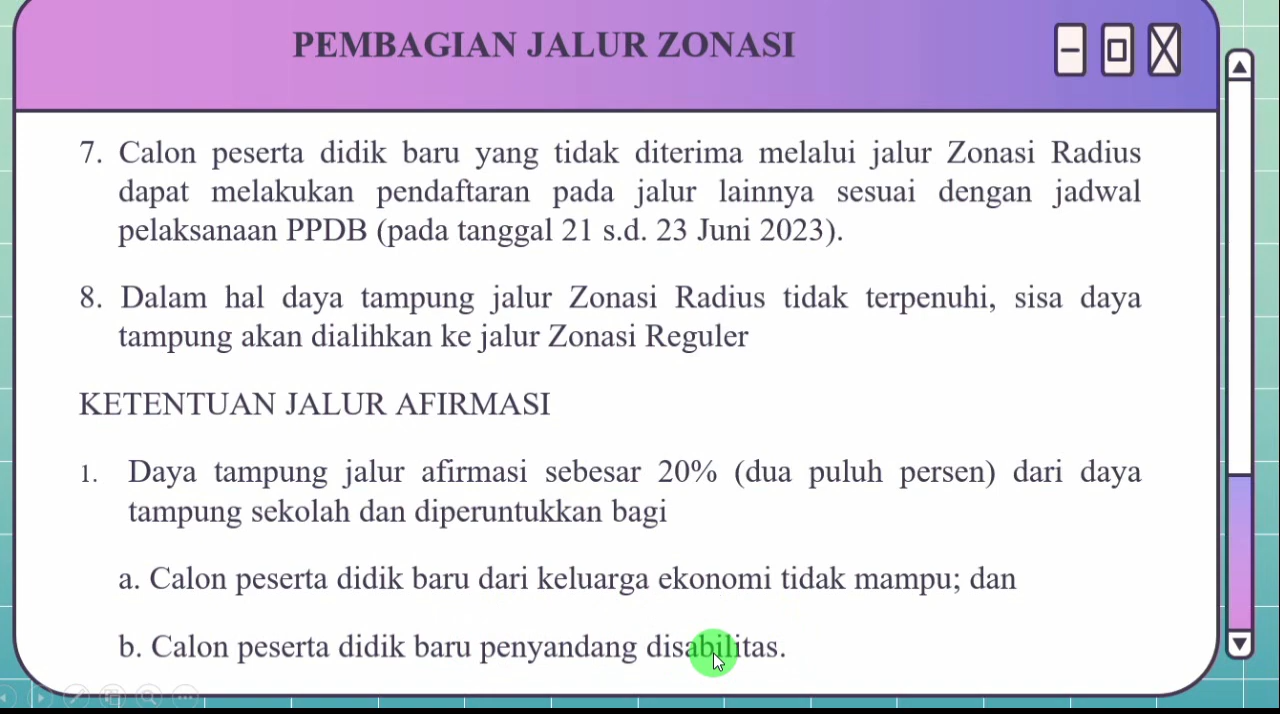 PEMBAGIAN JALUR ZONASI
7. Calon peserta didik baru yang tidak diterima melalui jalur Zonasi Radius
dapat melakukan pendaftaran pada jalur lainnya sesuai dengan jadwal
pelaksanaan PPDB (pada tanggal 21 s.d. 23 Juni 2023).
8. Dalam hal daya tampung jalur Zonasi Radius tidak terpenuhi, sisa daya
tampung akan dialihkan ke jalur Zonasi Reguler
KETENTUAN JALUR AFIRMASI
1. Daya tampung jalur afirmasi sebesar 20% (dua puluh persen) dari daya
tampung sekolah dan diperuntukkan bagi
a. Calon peserta didik baru dari keluarga ekonomi tidak mampu; dan
b. Calon peserta didik baru penyandang disabilitas.